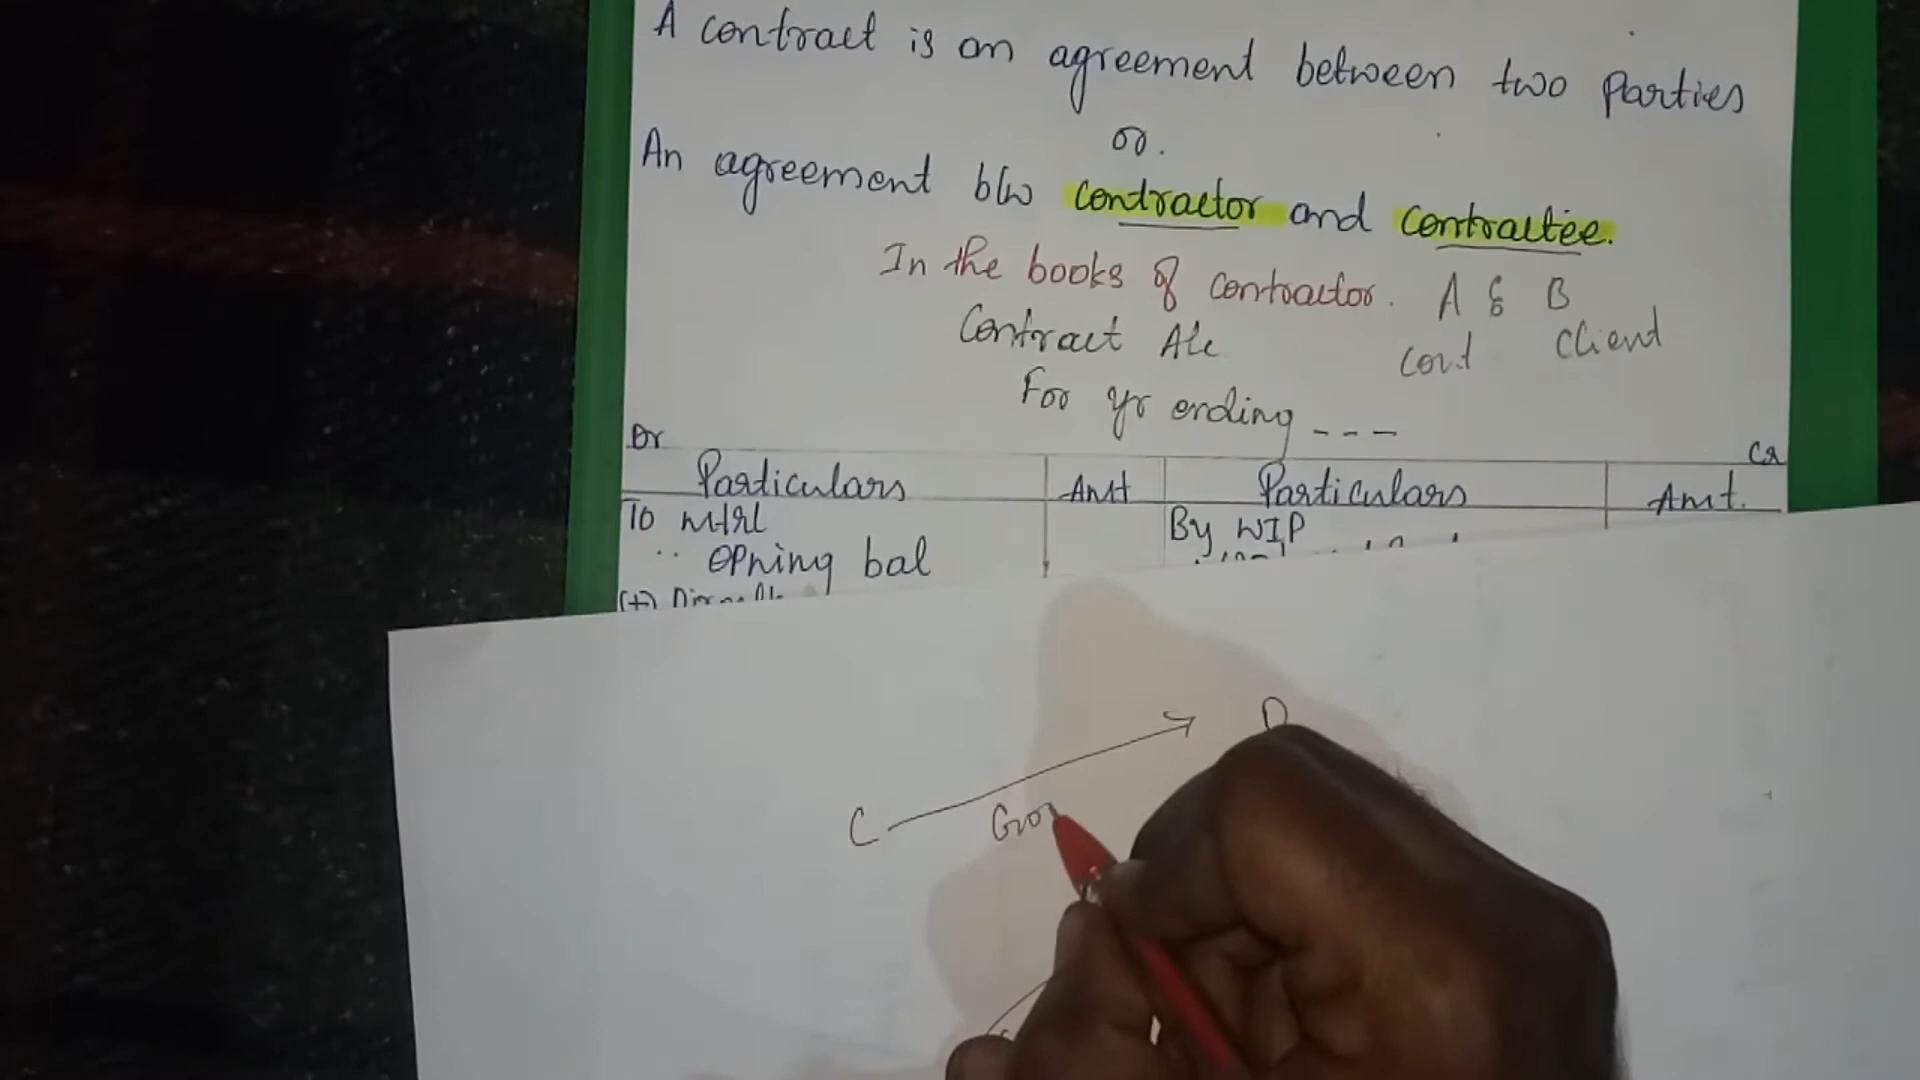 A contract is an agreement between two Parties
or.
An agreement b/w contractor and contractee.
In the books of contractor. A & B
Contract A/c cont client
For yr ending ---
Dr Cr
Particulars Amt Particulars Amt.
To Mtrl By WIP
" Opning bal
(+)
C
Gro